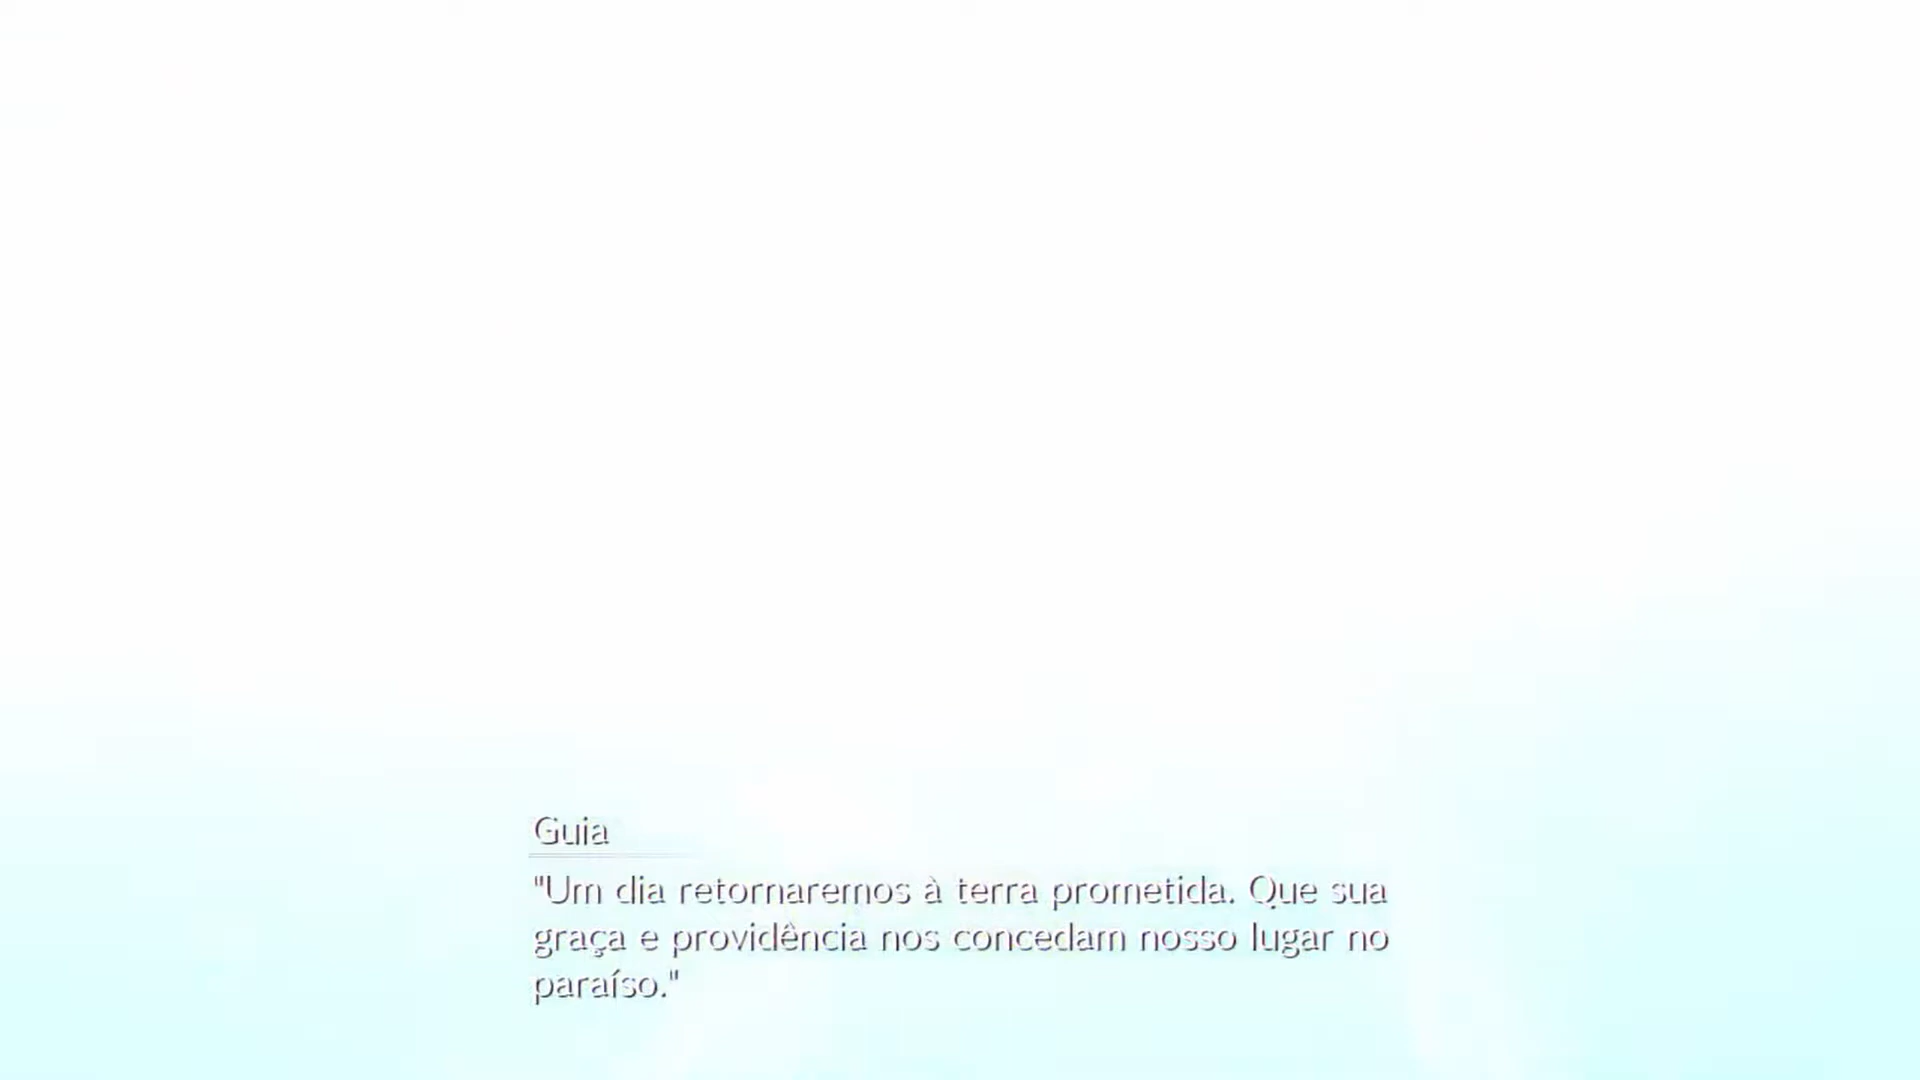 Guia
"Um dia retornaremos à terra prometida. Que sua
graça e providência nos concedam nosso lugar no
paraíso."